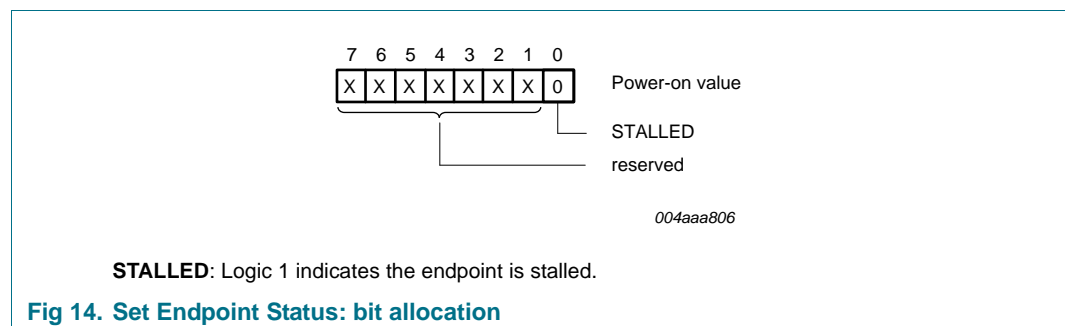 7 6 5 4 3 2 1 0
X X X X X X X 0 Power-on value
STALLED
reserved
004aaa806
STALLED: Logic 1 indicates the endpoint is stalled.
Fig 14. Set Endpoint Status: bit allocation